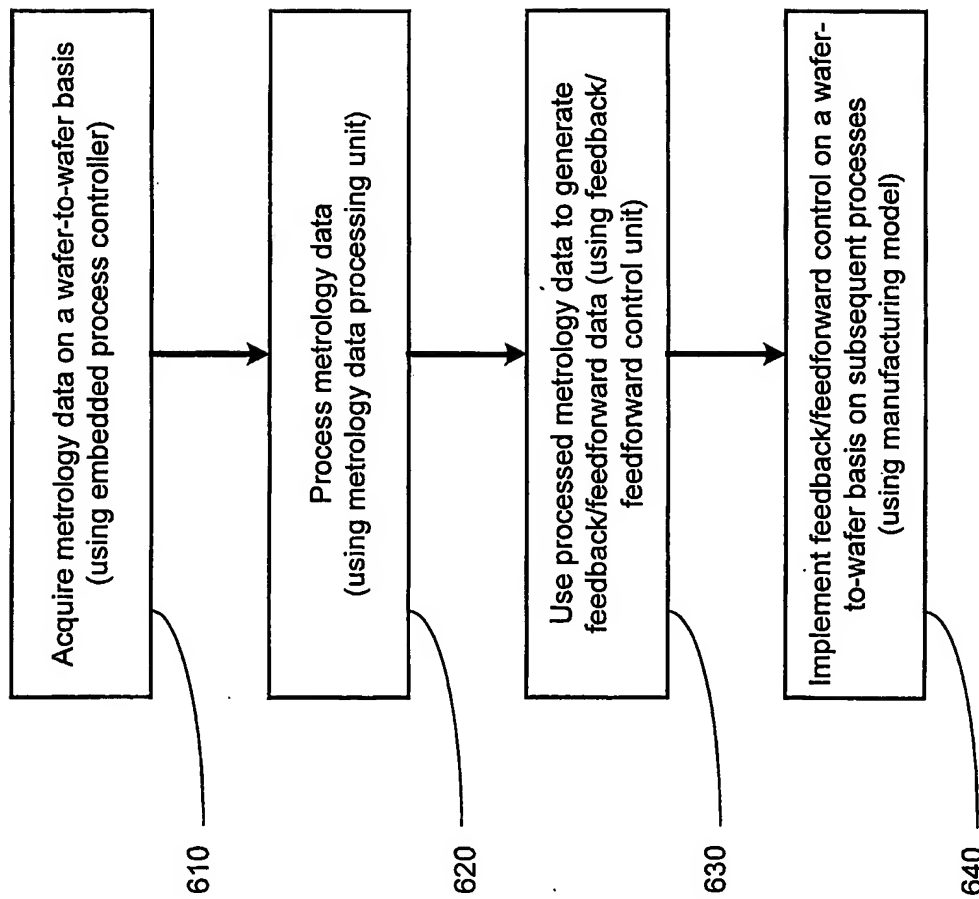 Acquire metrology data on a wafer-to-wafer basis
(using embedded process controller)
610
Process metrology data
(using metrology data processing unit)
620
Use processed metrology data to generate
feedback/feedforward data (using feedback/
feedforward control unit)
630
Implement feedback/feedforward control on a wafer-
to-wafer basis on subsequent processes
(using manufacturing model)
640